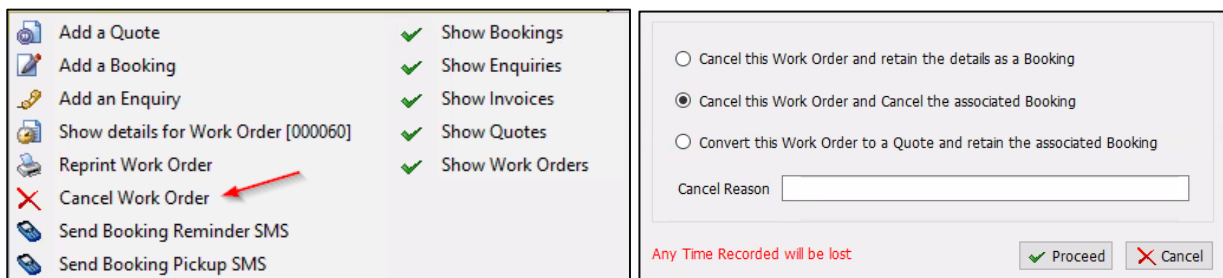 Add a Quote
Add a Booking
Add an Enquiry
Show details for Work Order [000060]
Reprint Work Order
Cancel Work Order
Send Booking Reminder SMS
Send Booking Pickup SMS
Show Bookings
Show Enquiries
Show Invoices
Show Quotes
Show Work Orders
Cancel this Work Order and retain the details as a Booking
Cancel this Work Order and Cancel the associated Booking
Convert this Work Order to a Quote and retain the associated Booking
Cancel Reason
Any Time Recorded will be lost
Proceed
Cancel